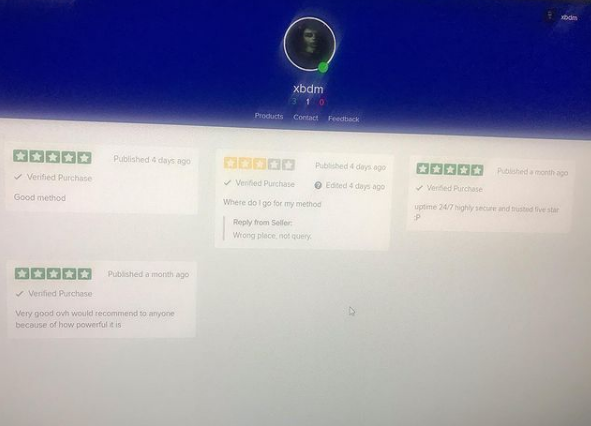 xbdm
xbdm
3 1 0
Products Contact Feedback
Published 4 days ago
Verified Purchase
Good method
Published 4 days ago
Verified Purchase Edited 4 days ago
Where do I go for my method
Reply from Seller:
Wrong place, not query.
Published a month ago
Verified Purchase
uptime 24/7 highly secure and trusted five star
:P
Published a month ago
Verified Purchase
Very good ovh would recommend to anyone
because of how powerful it is